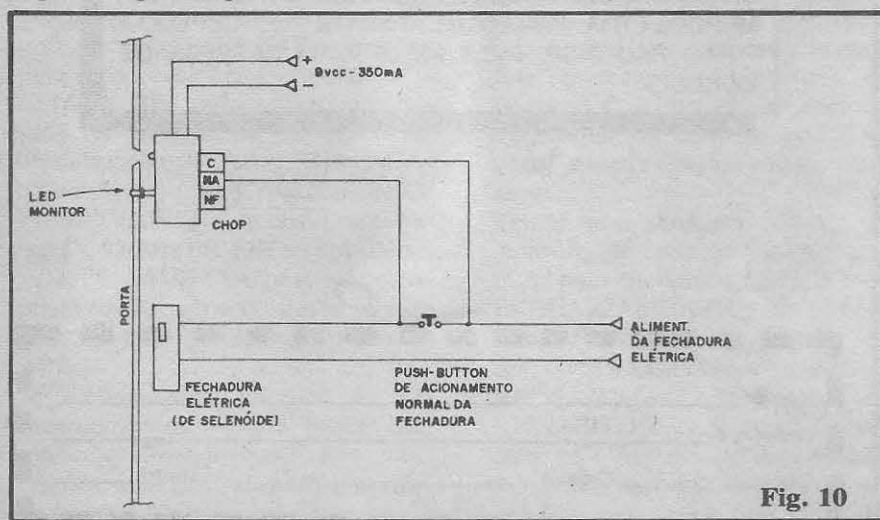 +
9vcc-350mA
-
C
NA
NF
CHOP
LED
MONITOR
PORTA
ALIMENT.
DA FECHADURA
ELÉTRICA
FECHADURA
ELÉTRICA
(DE SELENÓIDE)
PUSH-BUTTON
DE ACIONAMENTO
NORMAL DA
FECHADURA
Fig. 10